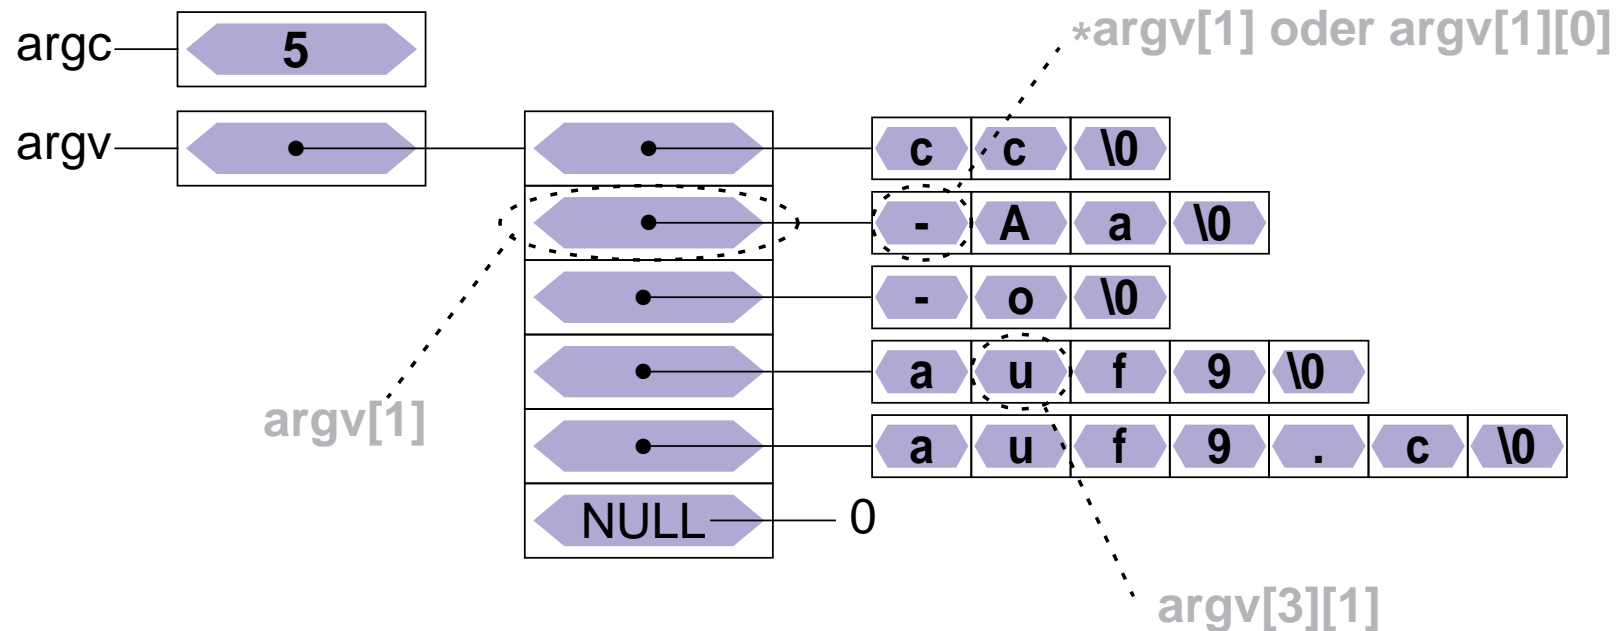 *argv[1] oder argv[1][0]
argc 5
argv c c \0
- A a \0
- o \0
a u f 9 \0
argv[1]
a u f 9 . c \0
NULL 0
argv[3][1]